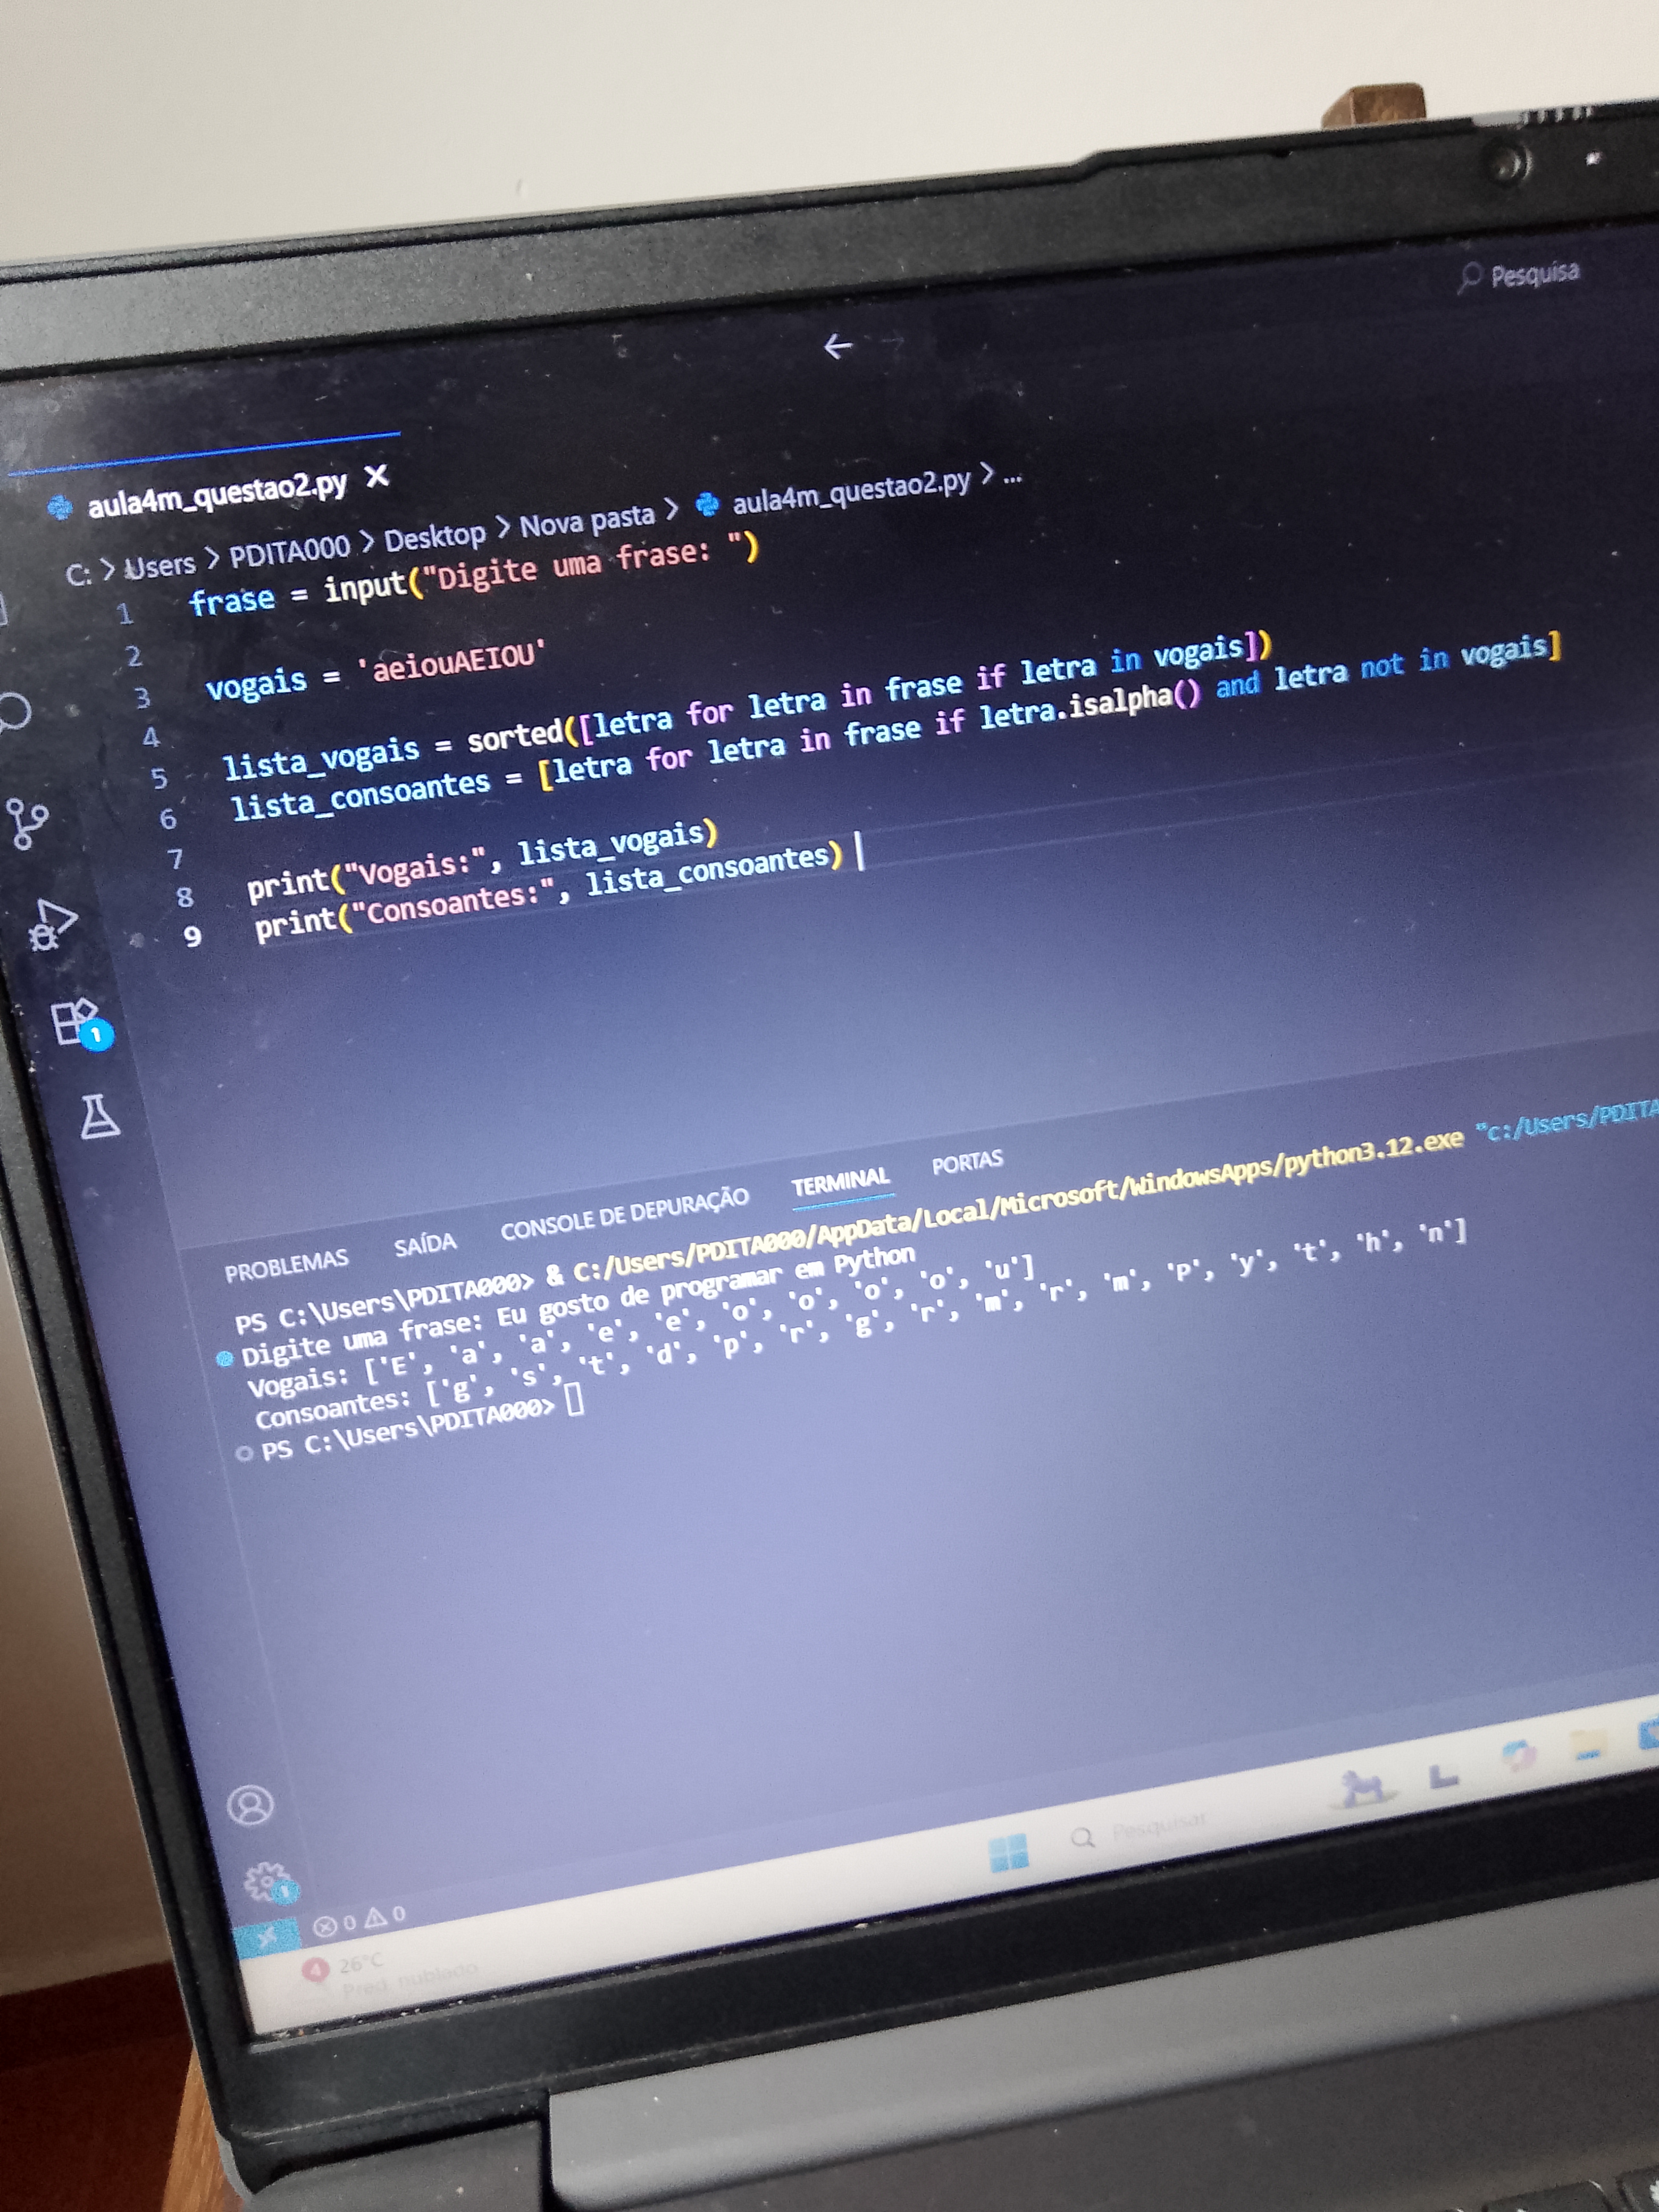 Pesquisa
aula4m_questao2.py
C: > Users > PDITA000 > Desktop > Nova pasta > aula4m_questao2.py > ...
1 frase = input("Digite uma frase: ")
2
3 vogais = 'aeiouAEIOU'
4
5 lista_vogais = sorted([letra for letra in frase if letra in vogais])
6 lista_consoantes = [letra for letra in frase if letra.isalpha() and letra not in vogais]
7
8 print("Vogais:", lista_vogais)
9 print("Consoantes:", lista_consoantes)
1
PROBLEMAS SAÍDA CONSOLE DE DEPURAÇÃO TERMINAL PORTAS
PS C:\Users\PDITA000> & C:/Users/PDITA000/AppData/Local/Microsoft/WindowsApps/python3.12.exe "c:/Users/PDITA
Digite uma frase: Eu gosto de programar em Python
Vogais: ['E', 'a', 'a', 'e', 'e', 'o', 'o', 'o', 'o', 'u']
Consoantes: ['g', 's', 't', 'd', 'p', 'r', 'g', 'r', 'm', 'r', 'm', 'P', 'y', 't', 'h', 'n']
PS C:\Users\PDITA000>
1
0 0
Pesquisar
4 26°C
Pred. nublado